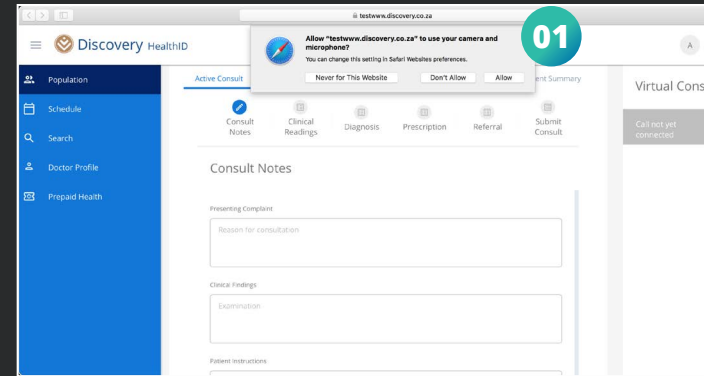 testwww.discovery.co.za
Allow "testwww.discovery.co.za" to use your camera and
microphone?
You can change this setting in Safari Websites preferences.
Never for This Website
Don't Allow
Allow
01
Discovery HealthID
A
Population
Schedule
Search
Doctor Profile
Prepaid Health
Active Consult
ent Summary
Consult
Notes
Clinical
Readings
Diagnosis
Prescription
Referral
Submit
Consult
Consult Notes
Presenting Complaint
Reason for consultation
Clinical Findings
Examination
Patient Instructions
Virtual Cons
Call not yet
connected